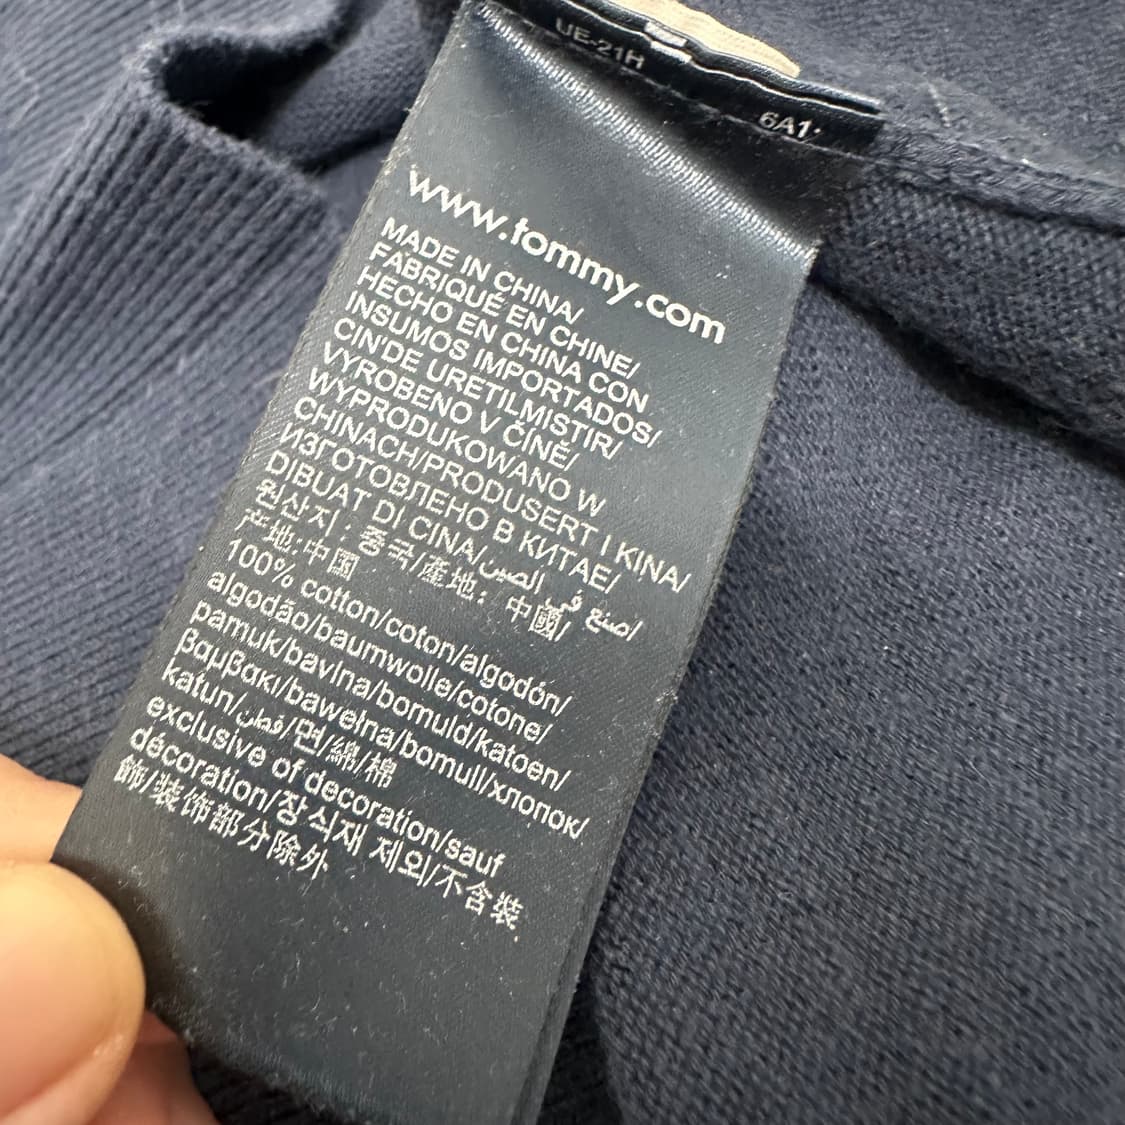 UE-21H
6A1
www.tommy.com
MADE IN CHINA/
FABRIQUÉ EN CHINE/
HECHO EN CHINA CON
INSUMOS IMPORTADOS/
CIN'DE URETILMISTIR/
VYROBENO V ČÍNĚ/
WYPRODUKOWANO W
CHINACH/PRODUSERT I KINA/
ИЗГОТОВЛЕНО В КИТАЕ/
DIBUAT DI CINA/اصنع في الصين/
원산지: 중국/產地: 中國/
产地:中国
100% cotton/coton/algodón/
algodão/baumwolle/cotone/
pamuk/bavlna/bomuld/katoen/
βαμβακι/bawełna/bomull/хлопок/
katun/قطن/면/綿/棉
exclusive of decoration/sauf
décoration/장식재 제외/不含裝
飾/装饰部分除外